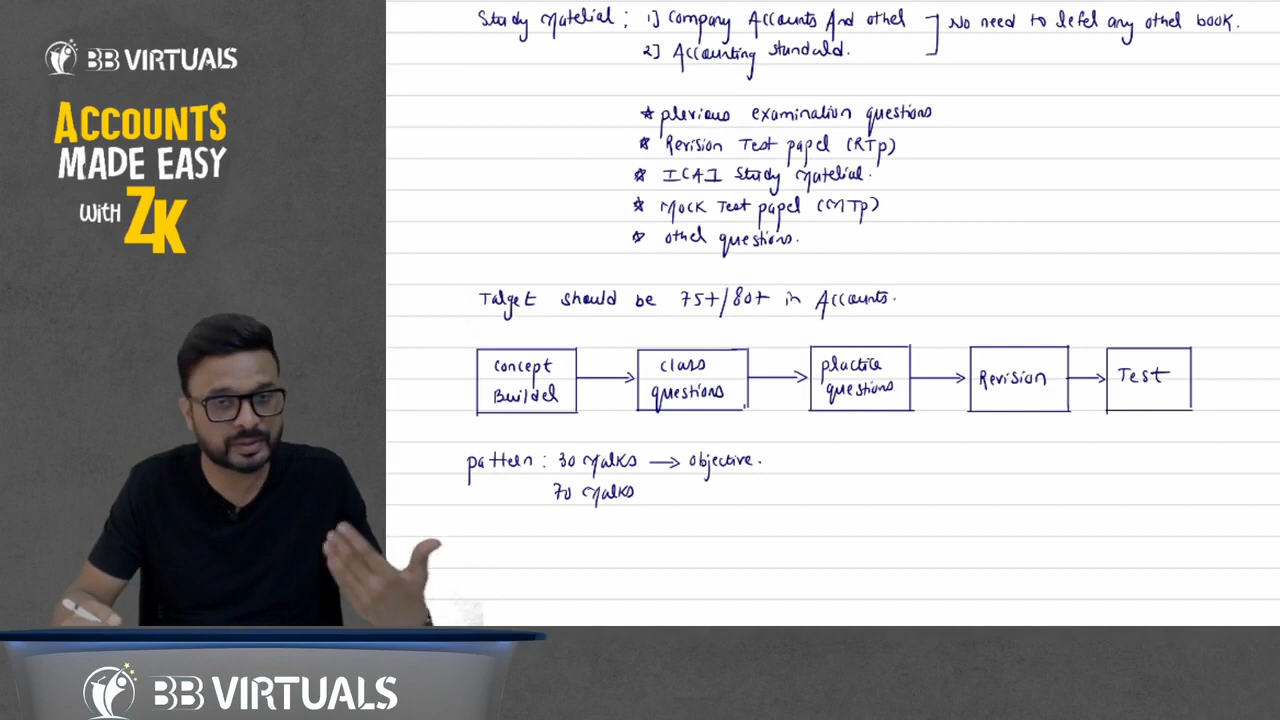 BB VIRTUALS
ACCOUNTS
MADE EASY
WITH ZK
Study Material : 1] Company Accounts And other
2] Accounting standard.
No need to refer any other book.
* previous examination questions
* Revision Test paper (RTP)
* ICAI Study Material.
* Mock Test paper (MTP)
* other questions.
Target should be 75+/80+ in Accounts.
concept
Builder
class
questions
practice
questions
Revision
Test
pattern : 30 Marks → objective.
70 Marks
BB VIRTUALS